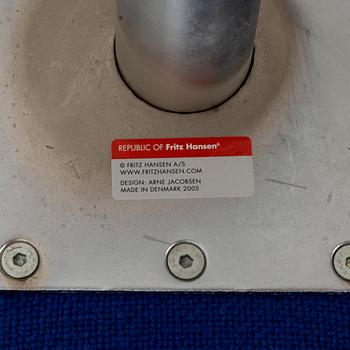 REPUBLIC OF Fritz Hansen®
© FRITZ HANSEN A/S
WWW.FRITZHANSEN.COM
DESIGN: ARNE JACOBSEN
MADE IN DENMARK 2005